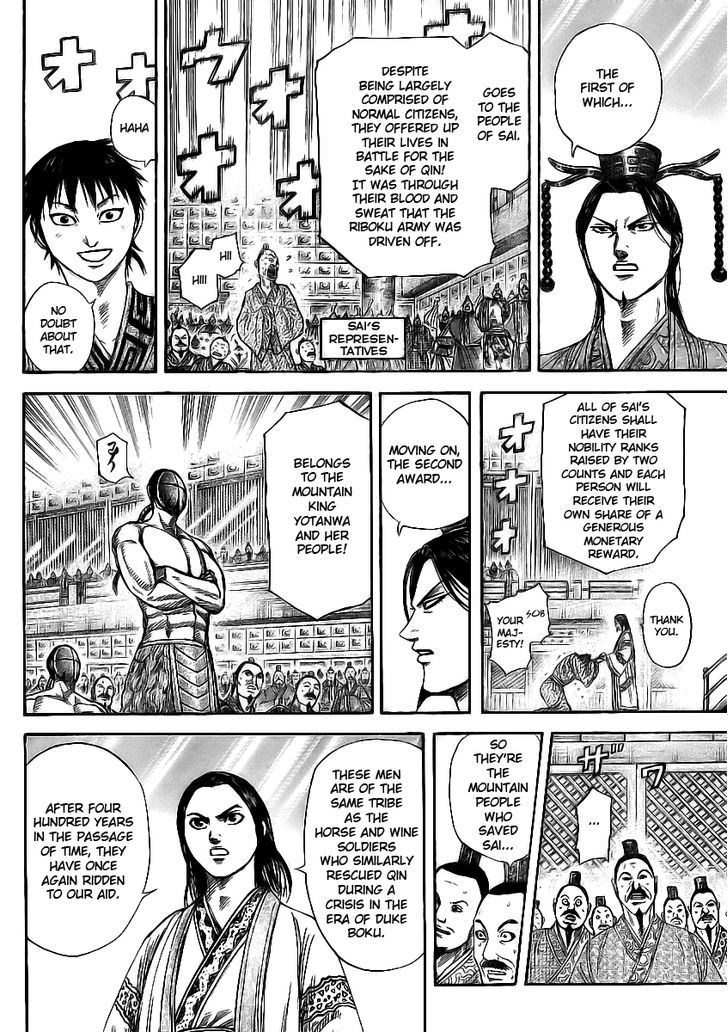 THE
FIRST OF
WHICH...
GOES
TO THE
PEOPLE
OF SAI.
DESPITE
BEING LARGELY
COMPRISED OF
NORMAL CITIZENS,
THEY OFFERED UP
THEIR LIVES IN
BATTLE FOR THE
SAKE OF QIN!
IT WAS THROUGH
THEIR BLOOD AND
SWEAT THAT THE
RIBOKU ARMY WAS
DRIVEN OFF.
ウオオオ
HII
HIII
SAI'S
REPRESEN-
TATIVES
オオ
HAHA
NO
DOUBT
ABOUT
THAT.
ALL OF SAI'S
CITIZENS SHALL
HAVE THEIR
NOBILITY RANKS
RAISED BY TWO
COUNTS AND EACH
PERSON WILL
RECEIVE THEIR
OWN SHARE OF A
GENEROUS
MONETARY
REWARD.
オオオ
THANK
YOU.
SOB
YOUR
MAJ-
ESTY!
MOVING ON,
THE SECOND
AWARD...
BELONGS
TO THE
MOUNTAIN
KING
YOTANWA
AND HER
PEOPLE!
ザワ
...
SO
THEY'RE
THE
MOUNTAIN
PEOPLE
WHO
SAVED
SAI...
THESE MEN
ARE OF THE
SAME TRIBE
AS THE
HORSE AND WINE
SOLDIERS
WHO SIMILARLY
RESCUED QIN
DURING A
CRISIS IN THE
ERA OF DUKE
BOKU.
AFTER FOUR
HUNDRED YEARS
IN THE PASSAGE
OF TIME, THEY
HAVE ONCE
AGAIN RIDDEN
TO OUR AID.